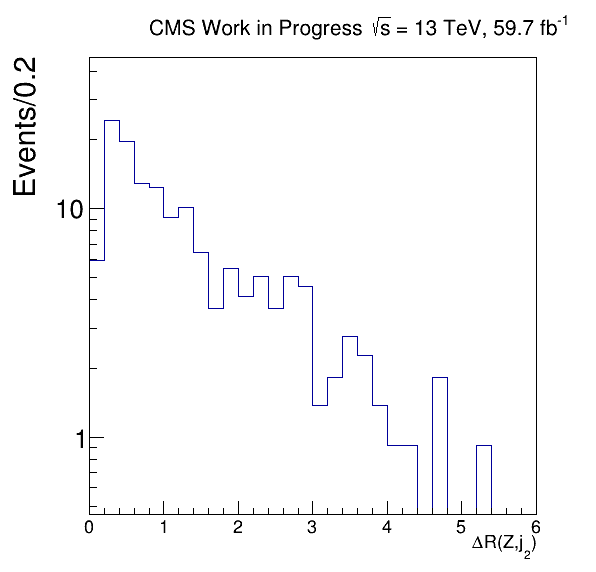 CMS Work in Progress √s = 13 TeV, 59.7 fb⁻¹
Events/0.2
10
1
0 1 2 3 4 5 6
ΔR(Z,j₂)